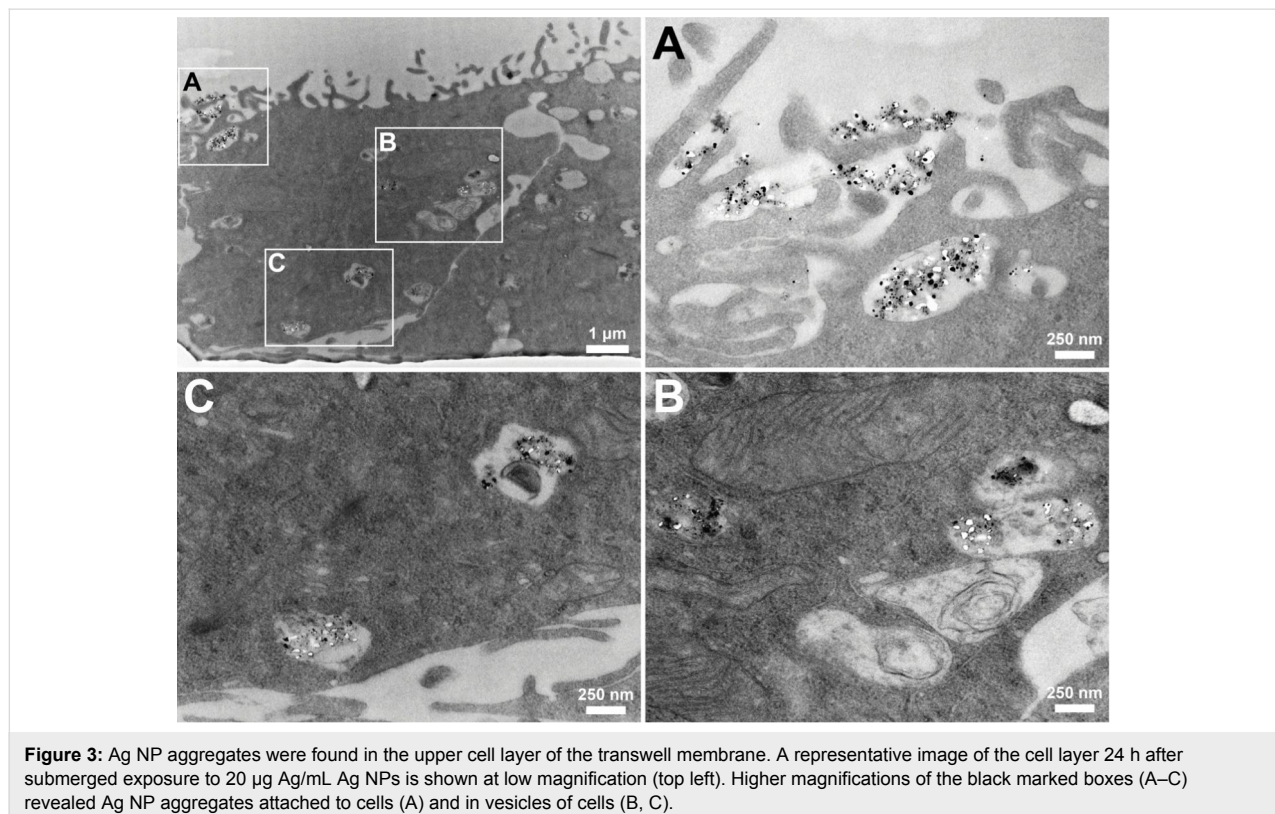 A
B
C
1 µm
A
250 nm
C
250 nm
B
250 nm
Figure 3: Ag NP aggregates were found in the upper cell layer of the transwell membrane. A representative image of the cell layer 24 h after
submerged exposure to 20 µg Ag/mL Ag NPs is shown at low magnification (top left). Higher magnifications of the black marked boxes (A–C)
revealed Ag NP aggregates attached to cells (A) and in vesicles of cells (B, C).